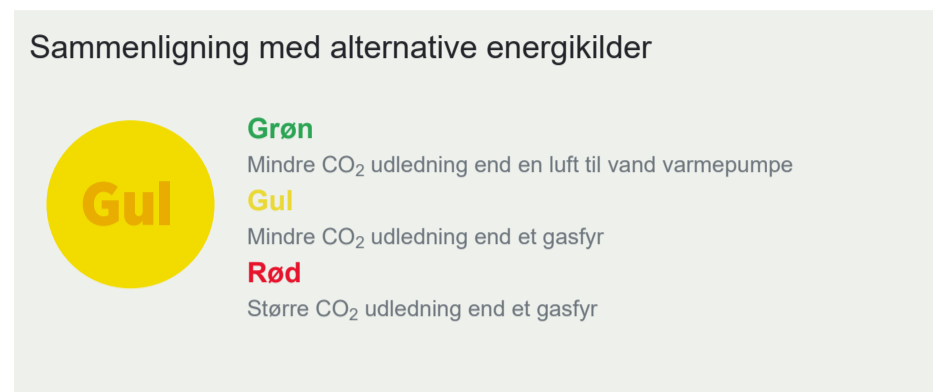 Sammenligning med alternative energikilder
Gul
Grøn
Mindre CO₂ udledning end en luft til vand varmepumpe
Gul
Mindre CO₂ udledning end et gasfyr
Rød
Større CO₂ udledning end et gasfyr